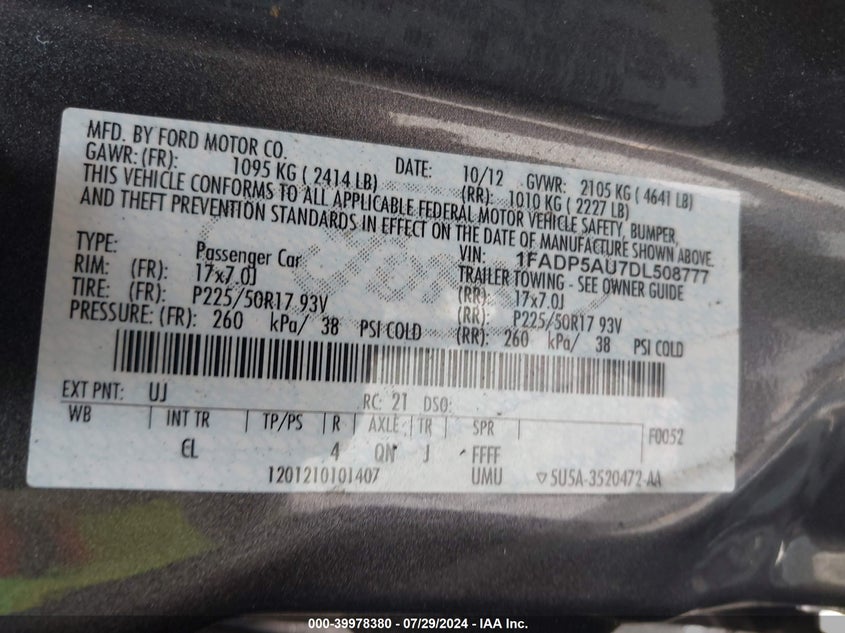 MFD. BY FORD MOTOR CO. DATE: 10/12 GVWR: 2105 KG ( 4641 LB)
GAWR: (FR): 1095 KG ( 2414 LB) (RR): 1010 KG ( 2227 LB)
THIS VEHICLE CONFORMS TO ALL APPLICABLE FEDERAL MOTOR VEHICLE SAFETY, BUMPER,
AND THEFT PREVENTION STANDARDS IN EFFECT ON THE DATE OF MANUFACTURE SHOWN ABOVE.
VIN: 1FADP5AU7DL508777
TYPE: Passenger Car TRAILER TOWING - SEE OWNER GUIDE
RIM: (FR): 17x7.0J (RR): 17x7.0J
TIRE: (FR): P225/50R17 93V (RR): P225/50R17 93V
PRESSURE: (FR): 260 kPa/ 38 PSI COLD (RR): 260 kPa/ 38 PSI COLD
EXT PNT: UJ RC: 21 DSO:
WB INT TR TP/PS R AXLE TR SPR F0052
CL 4 QN J FFFF
1201210101407 UMU ▽ 5U5A-3520472-AA
000-39978380 - 07/29/2024 - IAA Inc.